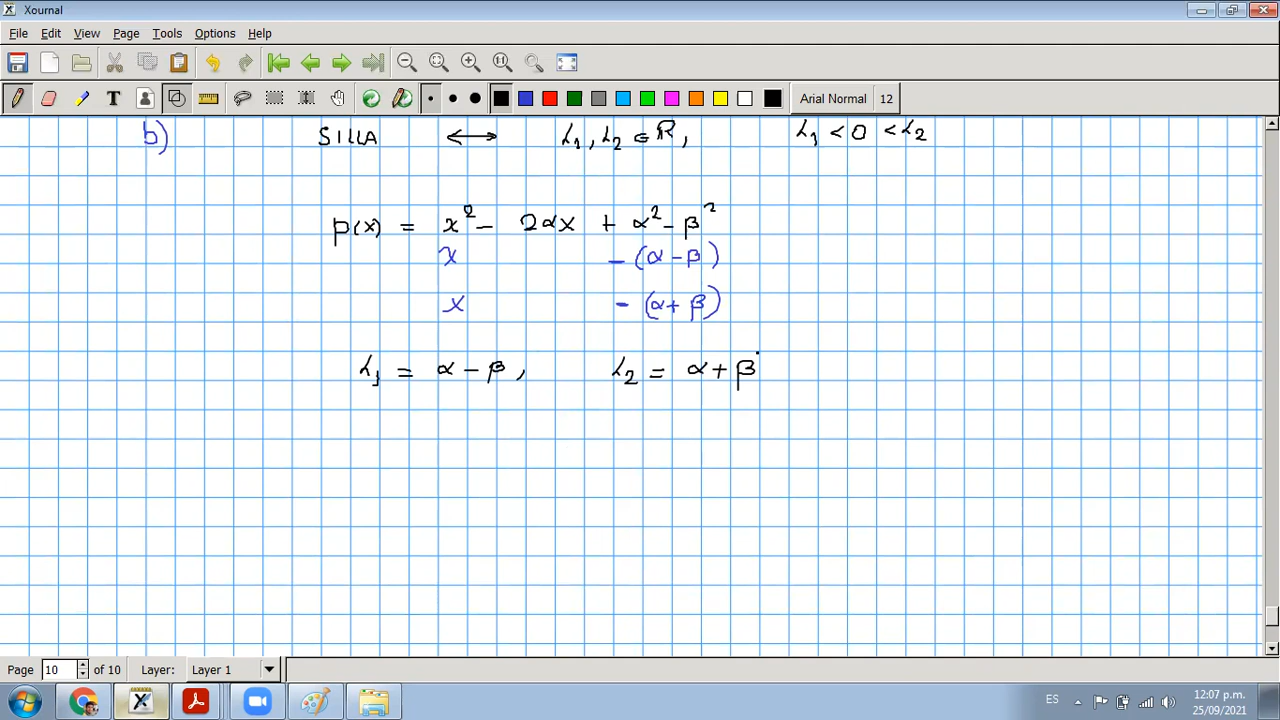 Xournal
File Edit View Page Tools Options Help
Arial Normal 12
b) SILLA ⟷ λ₁, λ₂ ∈ ℝ, λ₁ < 0 < λ₂
p(x) = x² - 2αx + α² - β²
x - (α - β)
x - (α + β)
λ₁ = α - β, λ₂ = α + β
Page 10 of 10 Layer: Layer 1
ES 12:07 p.m.
25/09/2021